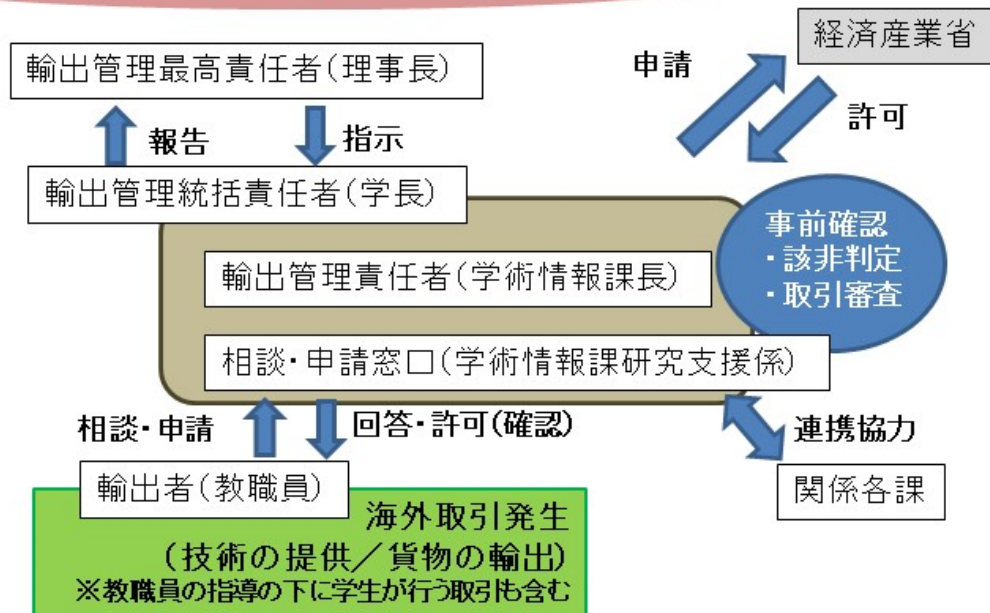 経済産業省
輸出管理最高責任者(理事長)
申請
許可
報告
指示
輸出管理統括責任者(学長)
事前確認
・該非判定
・取引審査
輸出管理責任者(学術情報課長)
相談・申請窓口(学術情報課研究支援係)
相談・申請
回答・許可(確認)
連携協力
輸出者(教職員)
関係各課
海外取引発生
(技術の提供／貨物の輸出)
※教職員の指導の下に学生が行う取引も含む